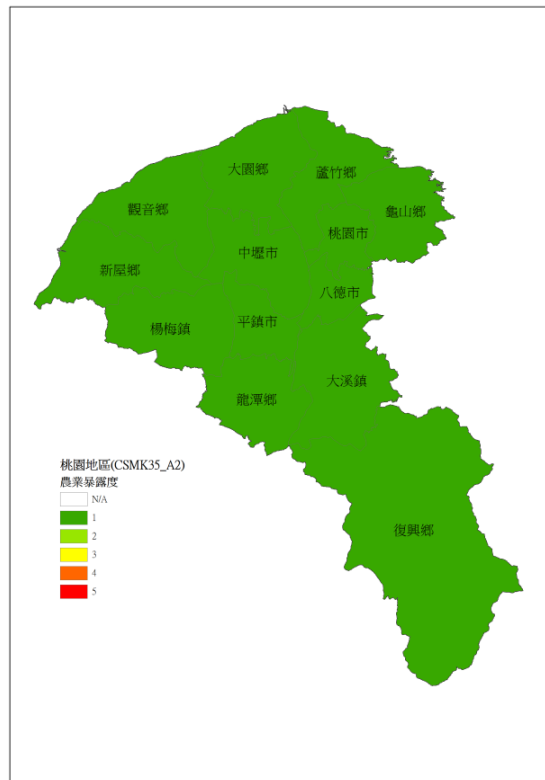 大園鄉
蘆竹鄉
觀音鄉
龜山鄉
桃園市
中壢市
新屋鄉
八德市
楊梅鎮
平鎮市
大溪鎮
龍潭鄉
桃園地區(CSMK35_A2)
農業暴露度
N/A
1
2
3
4
5
復興鄉